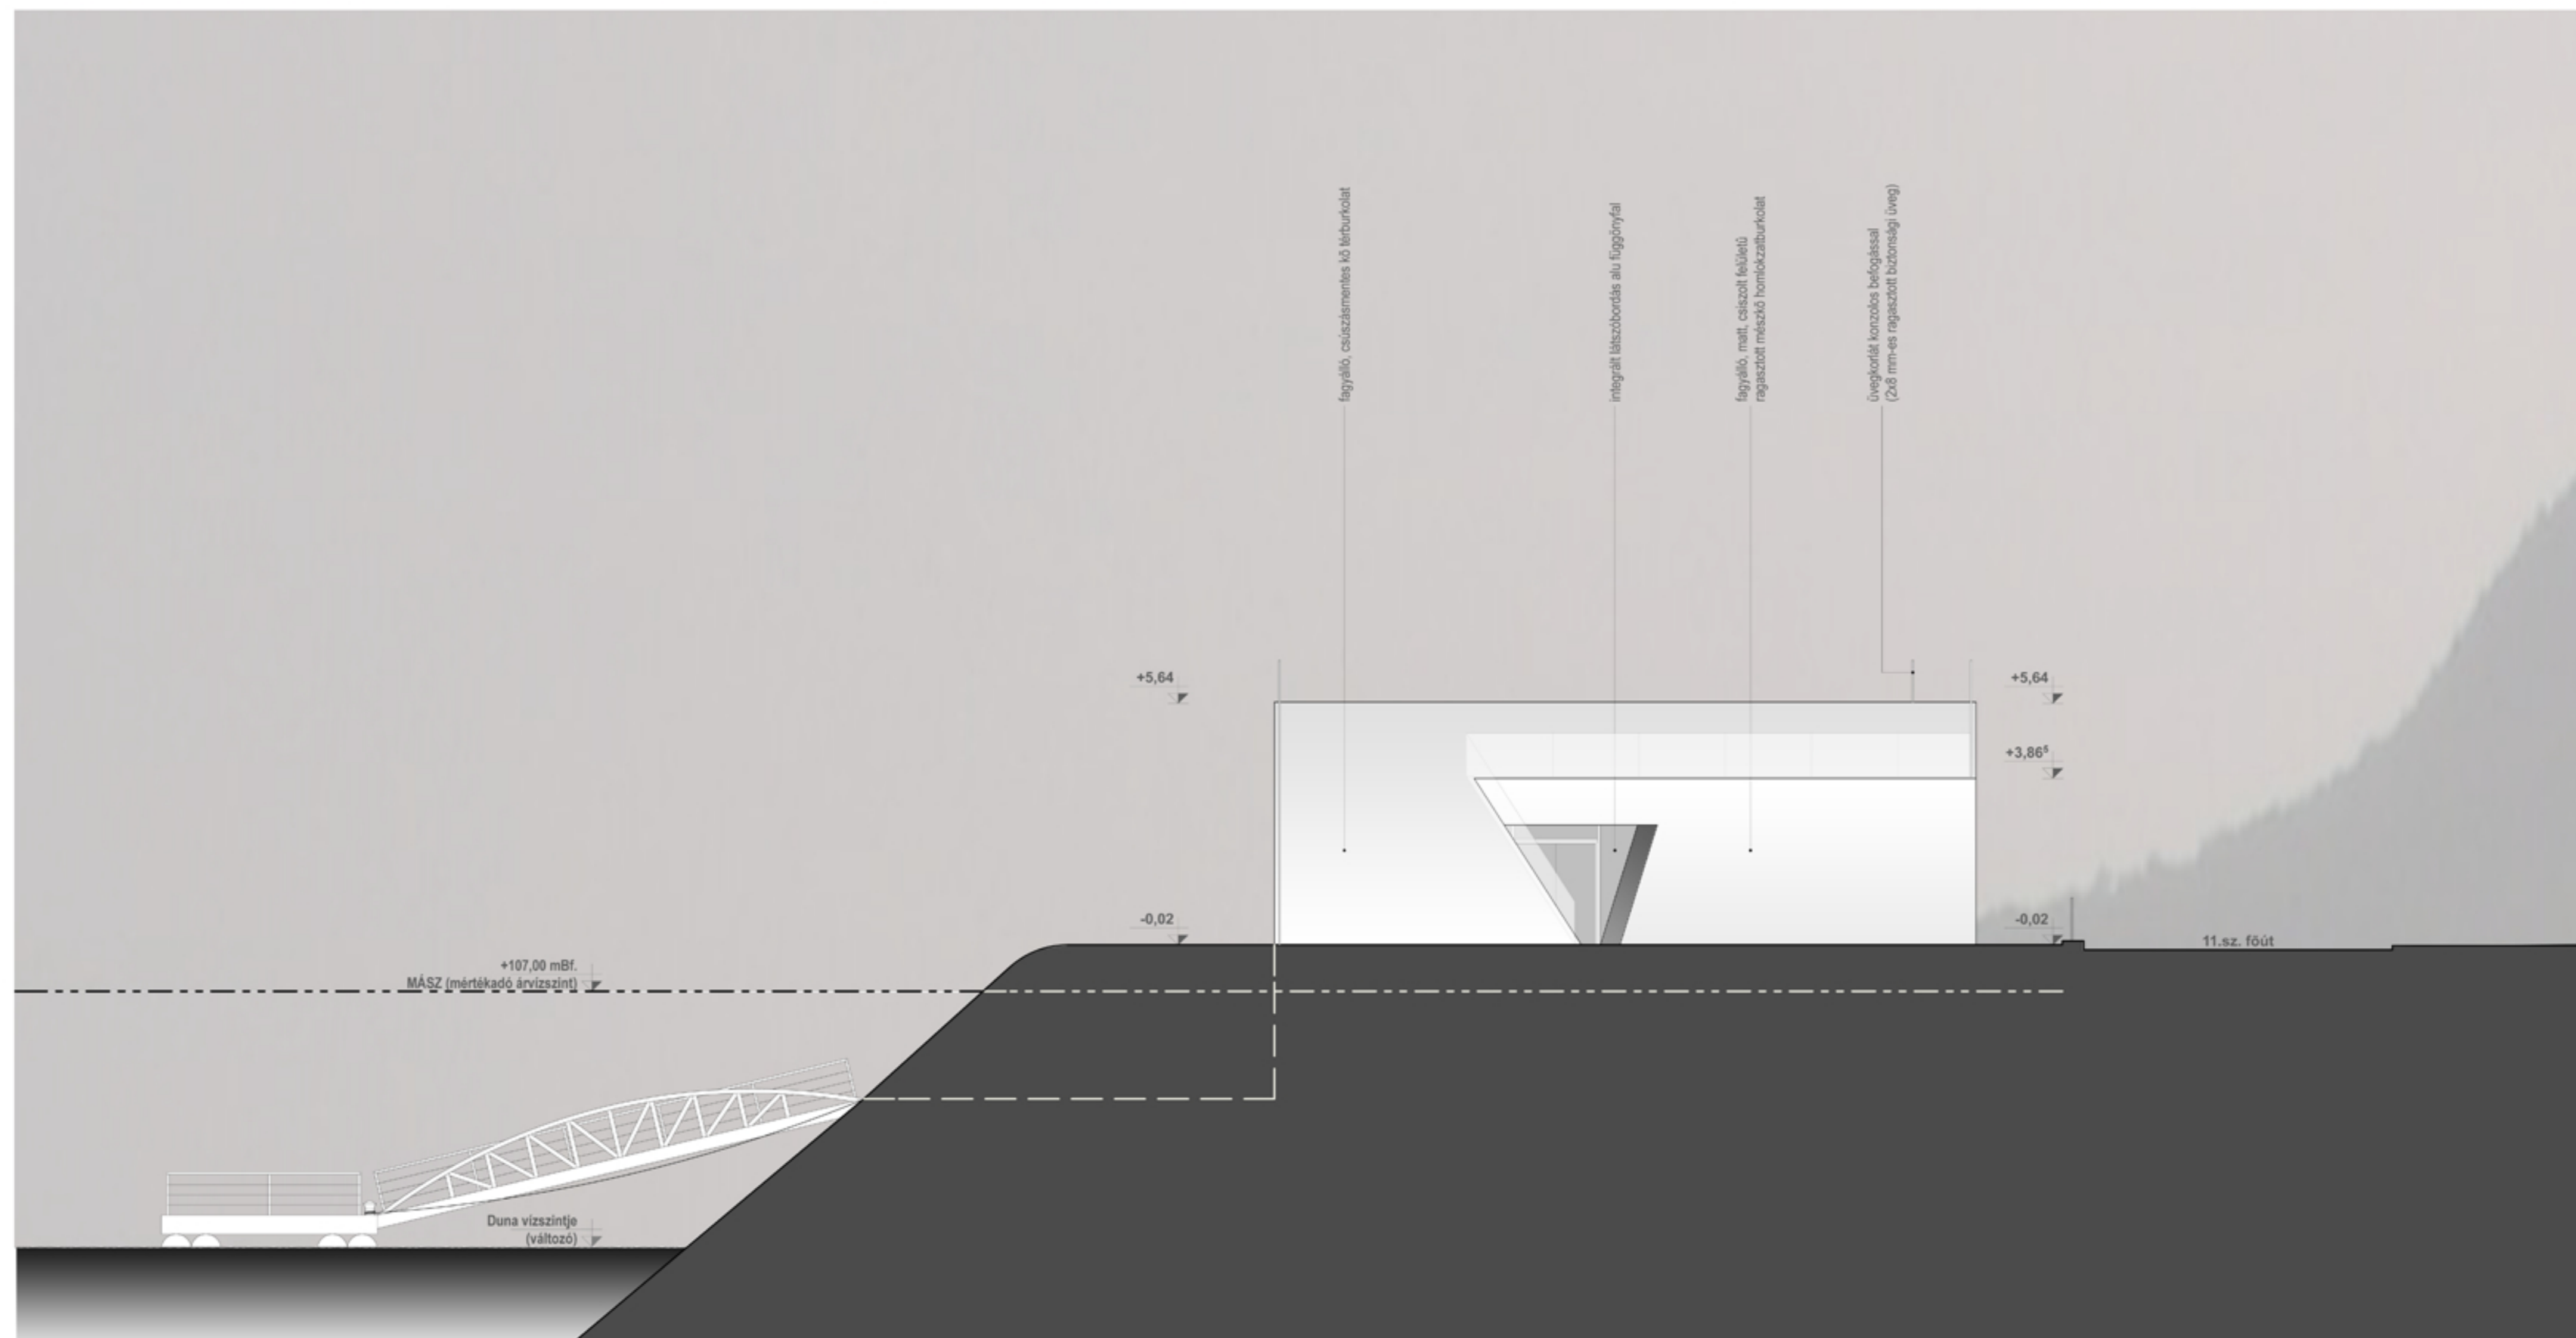 fagyálló, csúszásmentes kő térburkolat
integrált látszóbordás alu függönyfal
fagyálló, matt, csiszolt felületű
ragasztott mészkő homlokzatburkolat
üvegkorlát konzolos befogással
(2x8 mm-es ragasztott biztonsági üveg)
+5,64
+5,64
+3,86⁵
-0,02
-0,02
11.sz. főút
+107,00 mBf.
MÁSZ (mértékadó árvízszint)
Duna vízszintje
(változó)